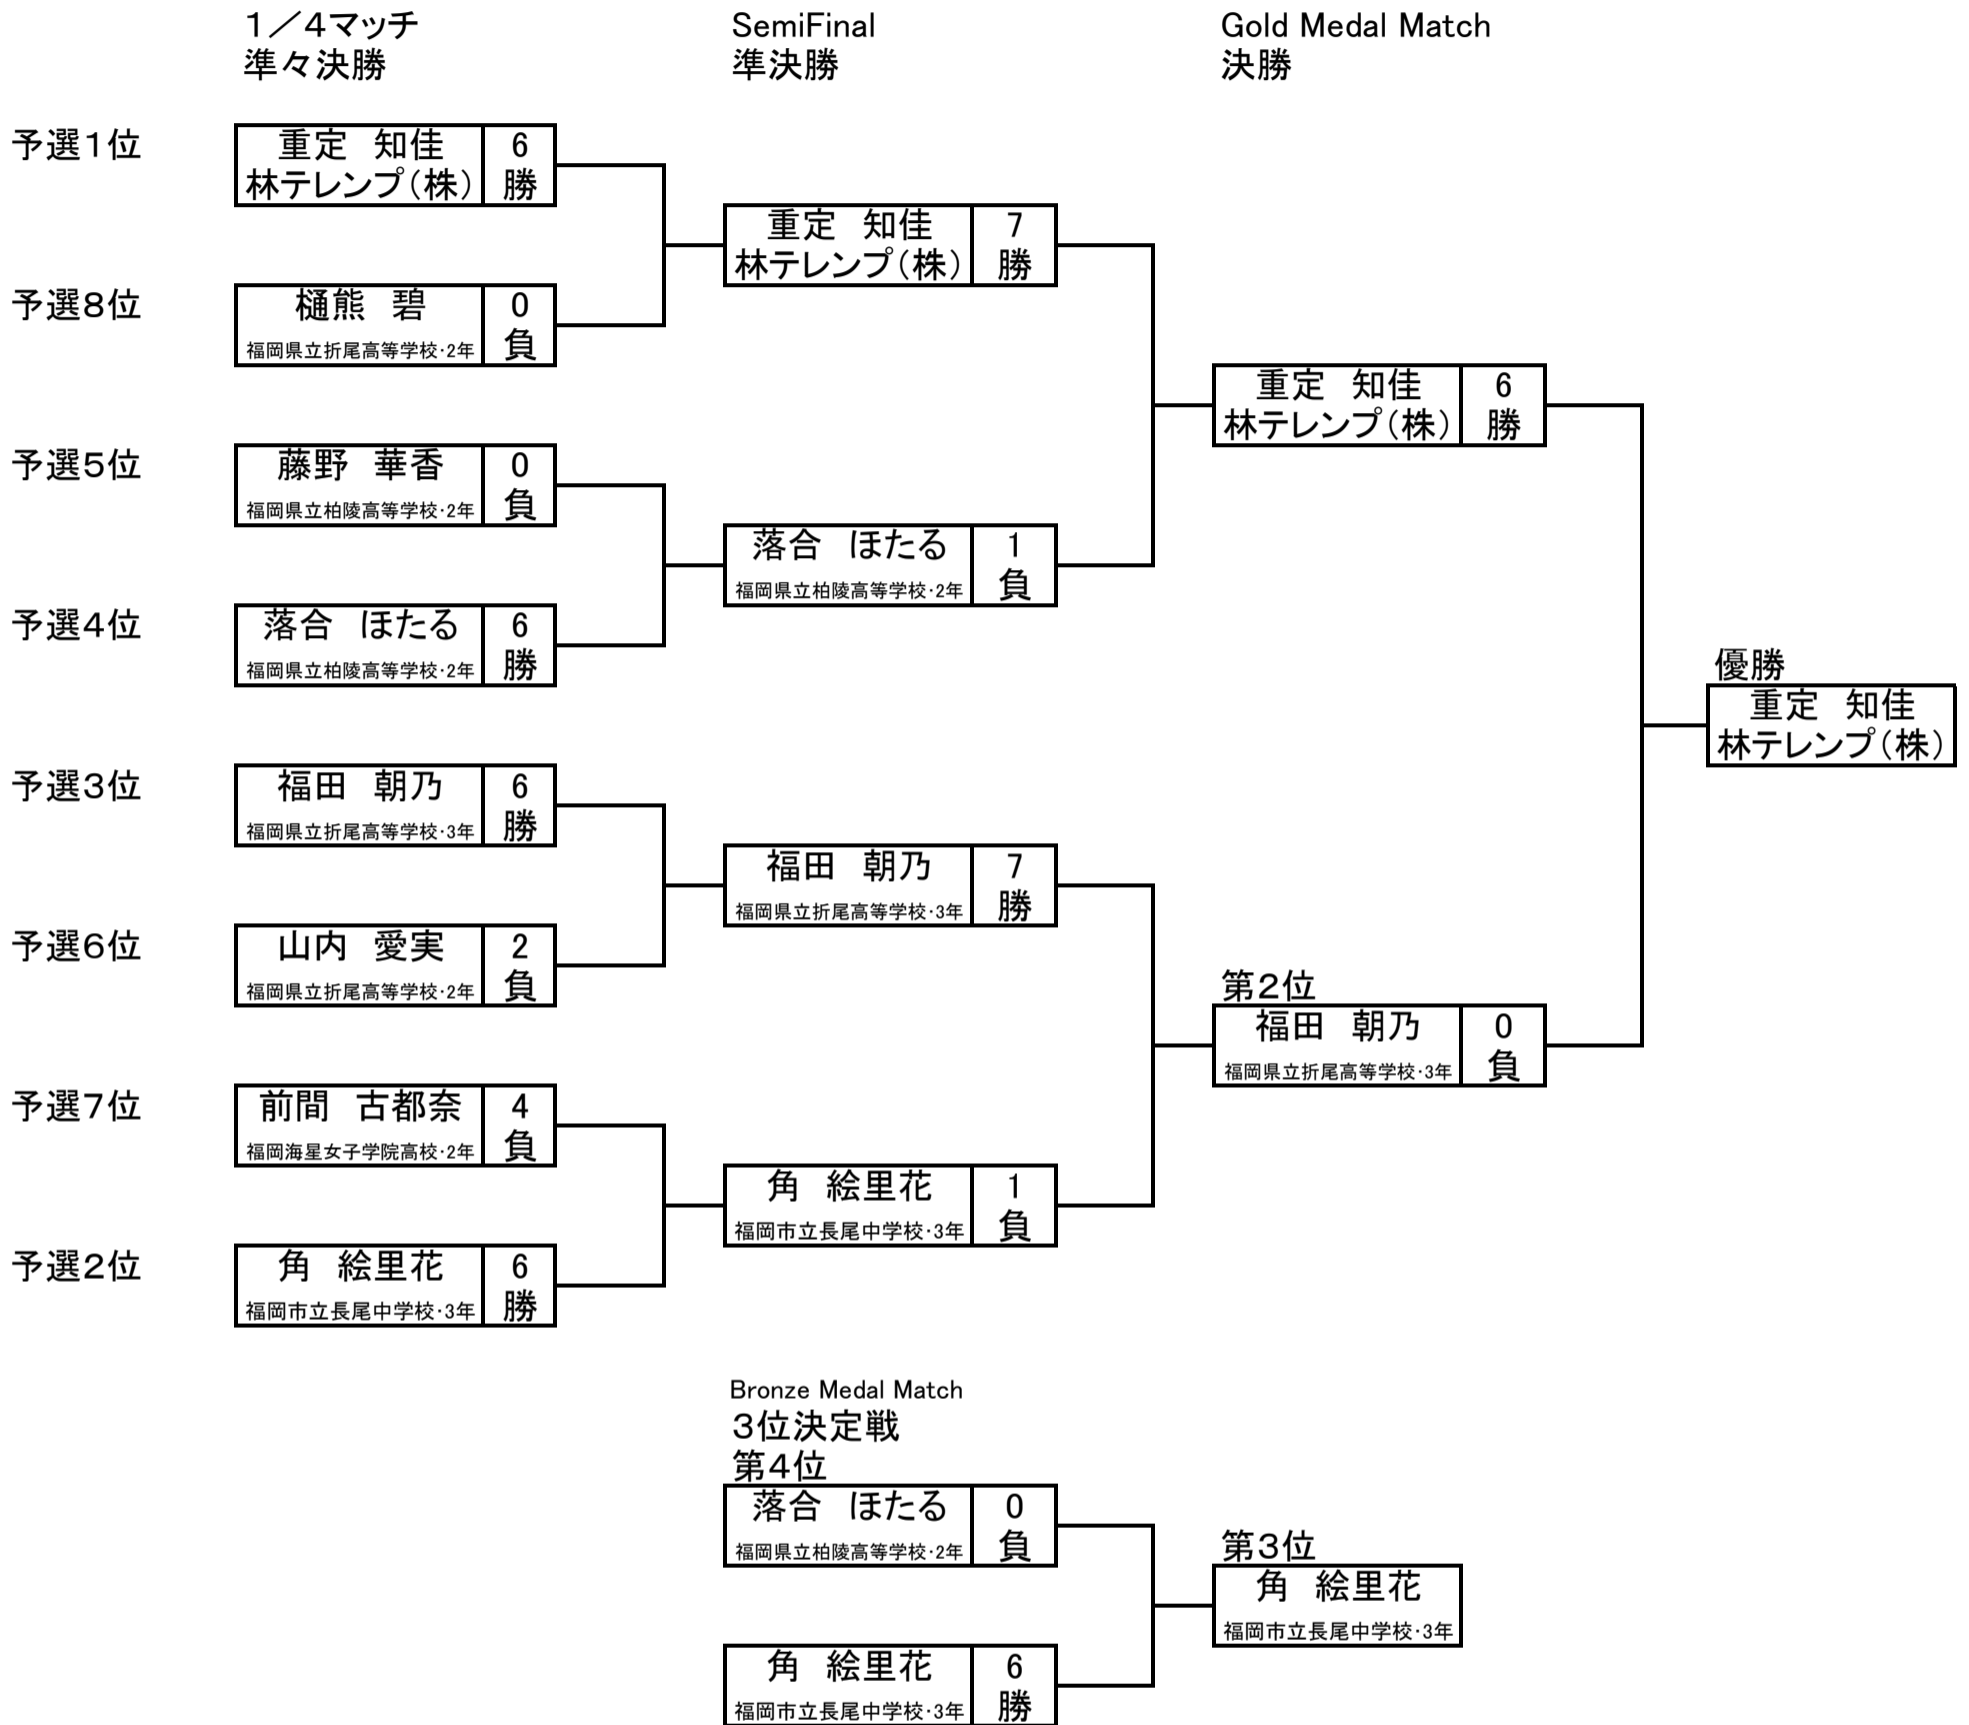 1／4マッチ
準々決勝
SemiFinal
準決勝
Gold Medal Match
決勝
予選1位
重定　知佳
林テレンプ（株）
6
勝
予選8位
樋熊　碧
福岡県立折尾高等学校・2年
0
負
予選5位
藤野　華香
福岡県立柏陵高等学校・2年
0
負
予選4位
落合　ほたる
福岡県立柏陵高等学校・2年
6
勝
予選3位
福田　朝乃
福岡県立折尾高等学校・3年
6
勝
予選6位
山内　愛実
福岡県立折尾高等学校・2年
2
負
予選7位
前間　古都奈
福岡海星女子学院高校・2年
4
負
予選2位
角　絵里花
福岡市立長尾中学校・3年
6
勝
重定　知佳
林テレンプ（株）
7
勝
落合　ほたる
福岡県立柏陵高等学校・2年
1
負
福田　朝乃
福岡県立折尾高等学校・3年
7
勝
角　絵里花
福岡市立長尾中学校・3年
1
負
重定　知佳
林テレンプ（株）
6
勝
第2位
福田　朝乃
福岡県立折尾高等学校・3年
0
負
優勝
重定　知佳
林テレンプ（株）
Bronze Medal Match
3位決定戦
第4位
落合　ほたる
福岡県立柏陵高等学校・2年
0
負
角　絵里花
福岡市立長尾中学校・3年
6
勝
第3位
角　絵里花
福岡市立長尾中学校・3年